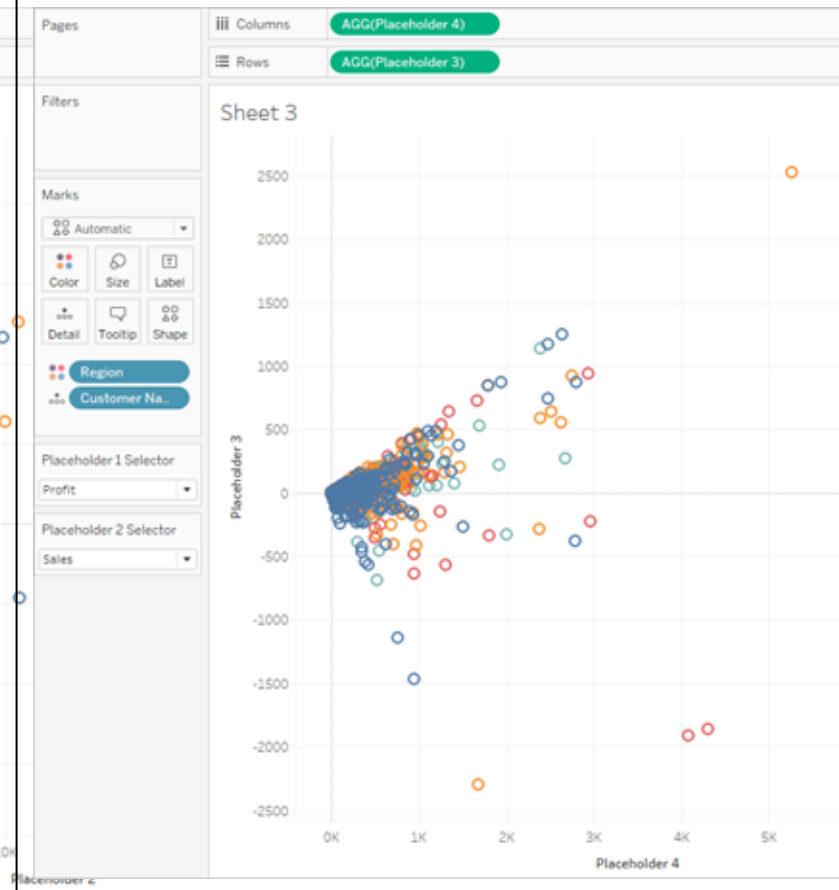 Pages
Columns AGG(Placeholder 4)
Rows AGG(Placeholder 3)
Filters
Sheet 3
Marks
Automatic
Color Size Label
Detail Tooltip Shape
Region
Customer Na..
Placeholder 1 Selector
Profit
Placeholder 2 Selector
Sales
Placeholder 3
2500
2000
1500
1000
500
0
-500
-1000
-1500
-2000
-2500
0K 1K 2K 3K 4K 5K
Placeholder 4
0K
Placeholder 2